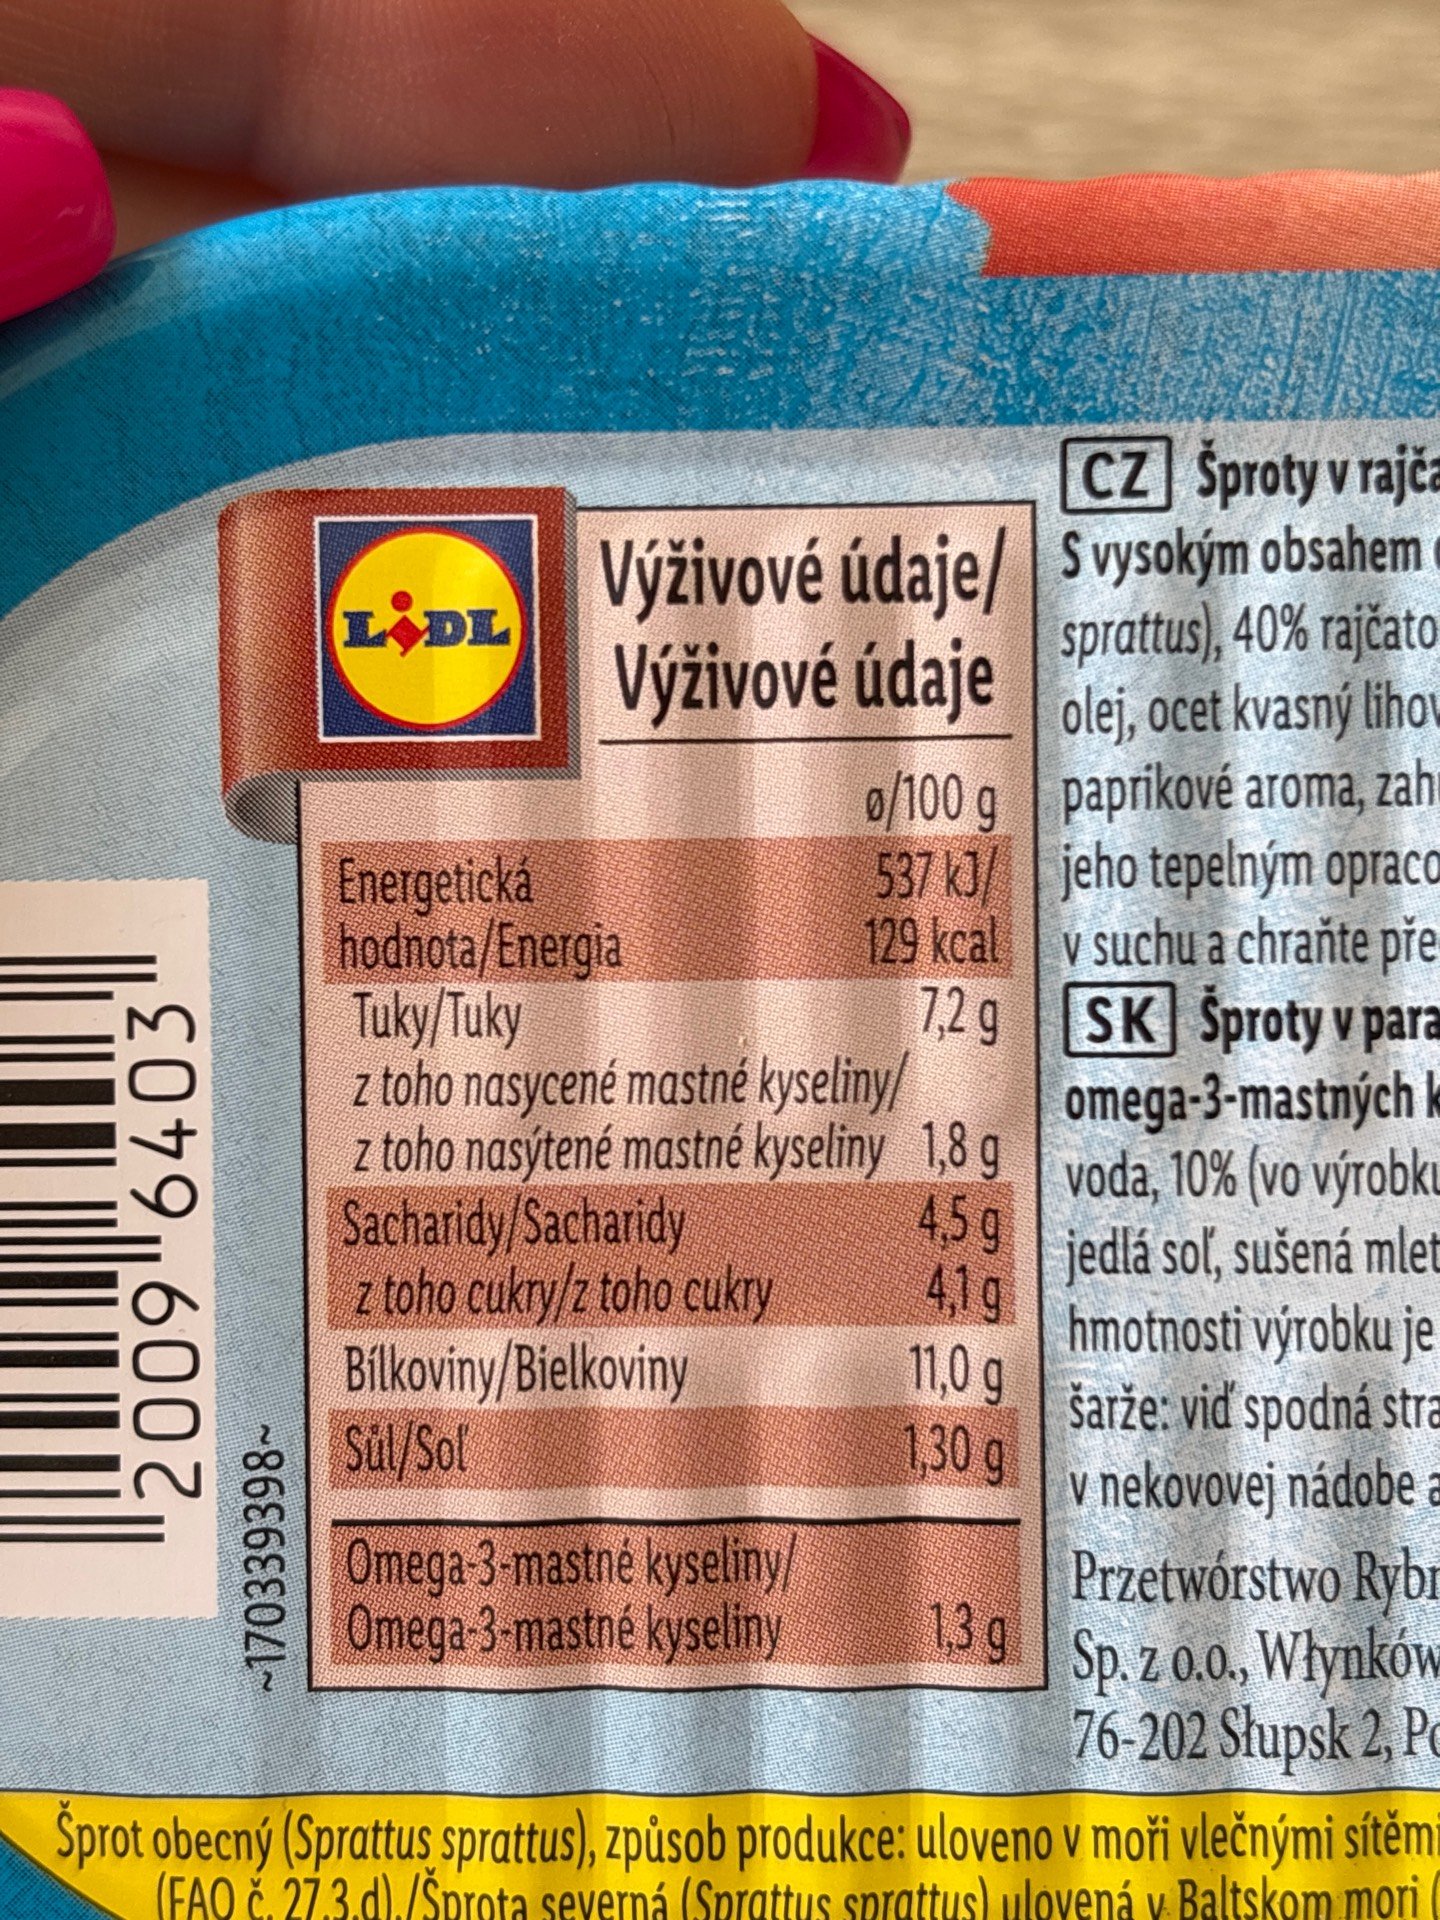 LIDL
Výživové údaje/
Výživové údaje
ø/100 g
Energetická 537 kJ/
hodnota/Energia 129 kcal
Tuky/Tuky 7,2 g
z toho nasycené mastné kyseliny/
z toho nasýtené mastné kyseliny 1,8 g
Sacharidy/Sacharidy 4,5 g
z toho cukry/z toho cukry 4,1 g
Bílkoviny/Bielkoviny 11,0 g
Sůl/Soľ 1,30 g
Omega-3-mastné kyseliny/
Omega-3-mastné kyseliny 1,3 g
2009 6403
~17039398~
CZ Šproty v rajča
S vysokým obsahem
sprattus), 40% rajčato
olej, ocet kvasný lihov
paprikové aroma, zah
jeho tepelným opraco
v suchu a chraňte pře
SK Šproty v para
omega-3-mastných k
voda, 10% (vo výrobku
jedlá soľ, sušená mlet
hmotnosti výrobku je
šarže: viď spodná stra
v nekovovej nádobe a
Przetwórstwo Rybn
Sp. z o.o., Włynków
76-202 Słupsk 2, Po
Šprot obecný (Sprattus sprattus), způsob produkce: uloveno v moři vlečnými sítěmi
(FAO č. 27.3.d)./Šprota severná (Sprattus sprattus) ulovená v Baltskom mori (